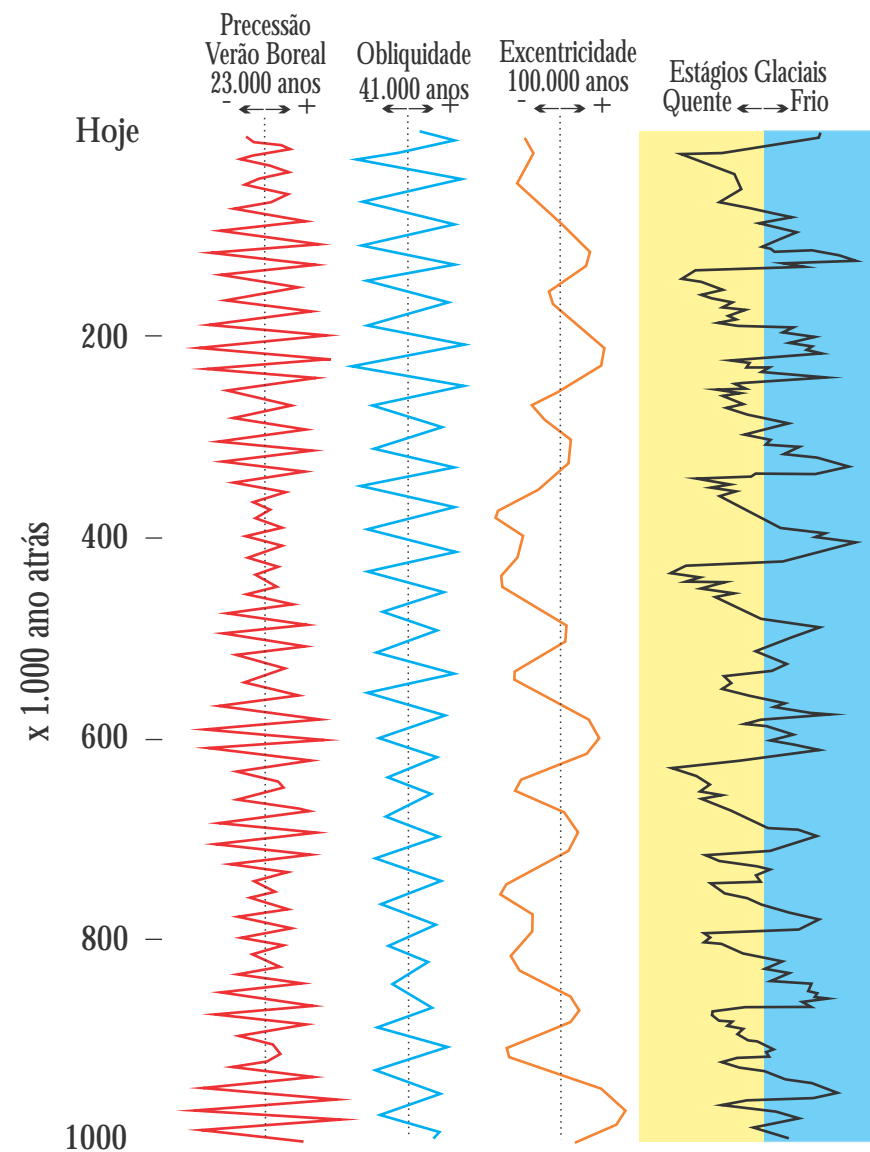 Precessão
Verão Boreal
23.000 anos
- +
Obliquidade
41.000 anos
- +
Excentricidade
100.000 anos
- +
Estágios Glaciais
Quente Frio
Hoje
200
400
600
800
1000
x 1.000 ano atrás